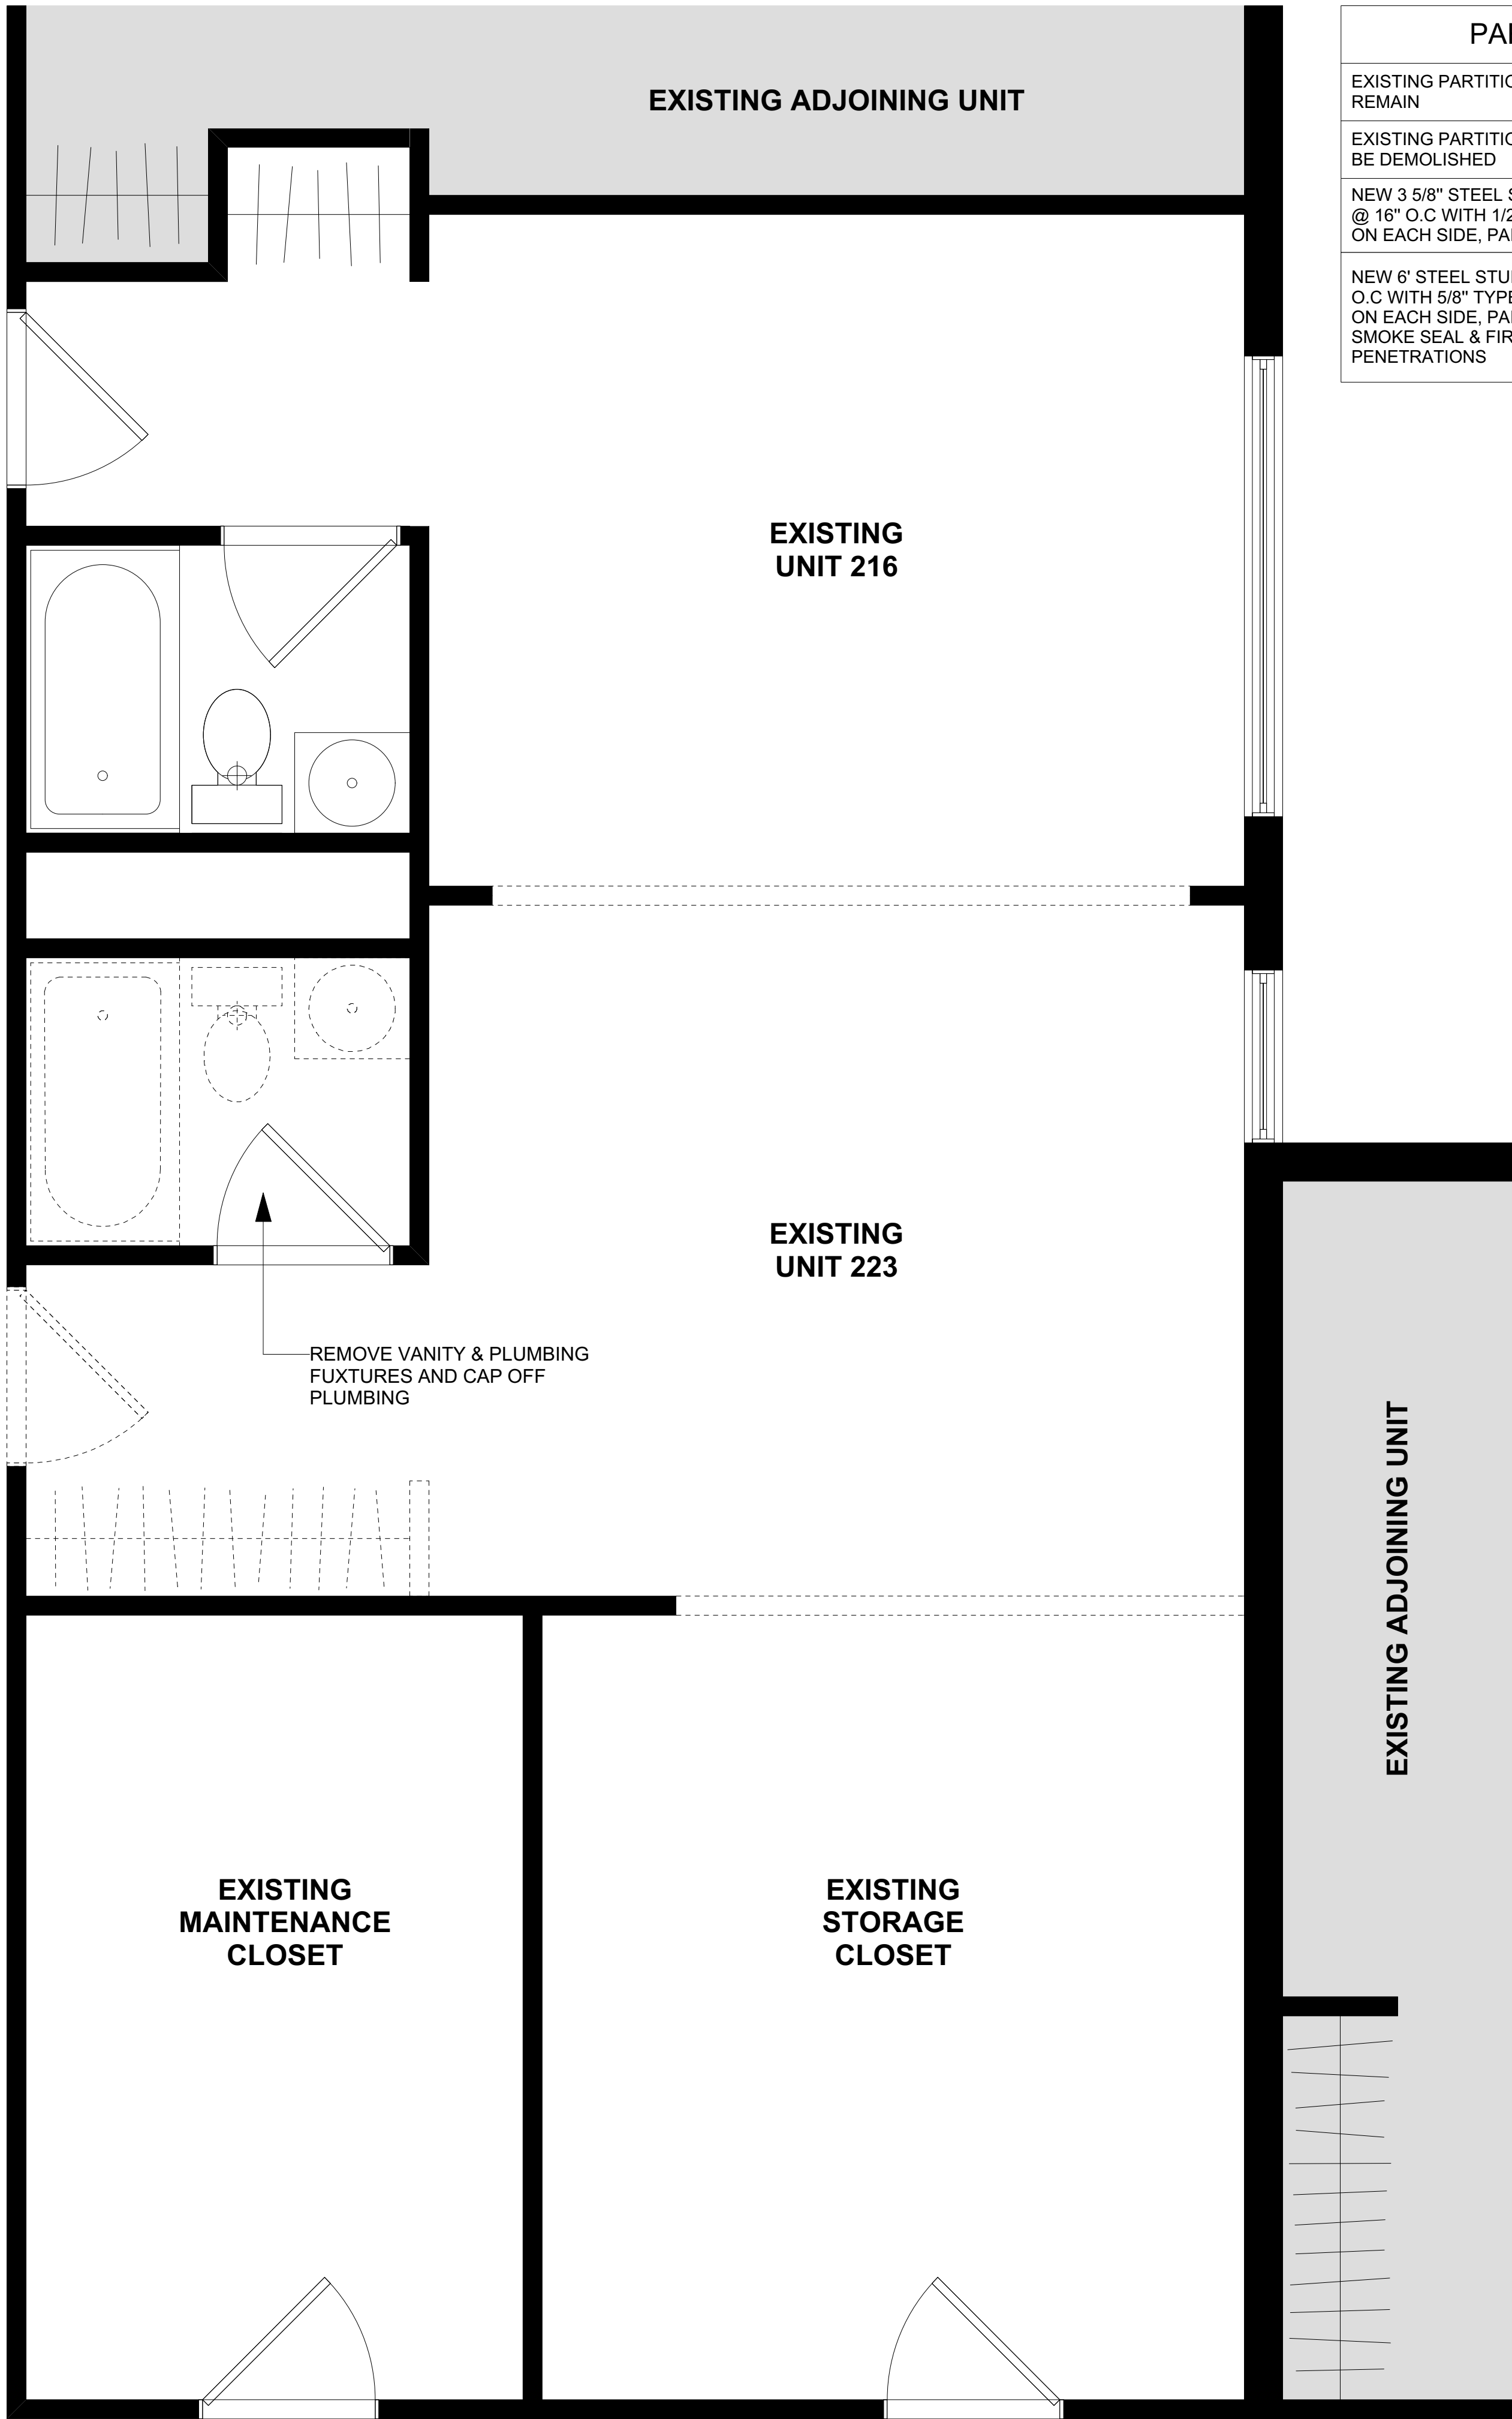 EXISTING ADJOINING UNIT
PA
EXISTING PARTITIO
REMAIN
EXISTING PARTITIO
BE DEMOLISHED
NEW 3 5/8" STEEL
@ 16" O.C WITH 1/2
ON EACH SIDE, PA
NEW 6' STEEL STU
O.C WITH 5/8" TYPE
ON EACH SIDE, PA
SMOKE SEAL & FIR
PENETRATIONS
EXISTING
UNIT 216
EXISTING
UNIT 223
REMOVE VANITY & PLUMBING
FUXTURES AND CAP OFF
PLUMBING
EXISTING ADJOINING UNIT
EXISTING
MAINTENANCE
CLOSET
EXISTING
STORAGE
CLOSET